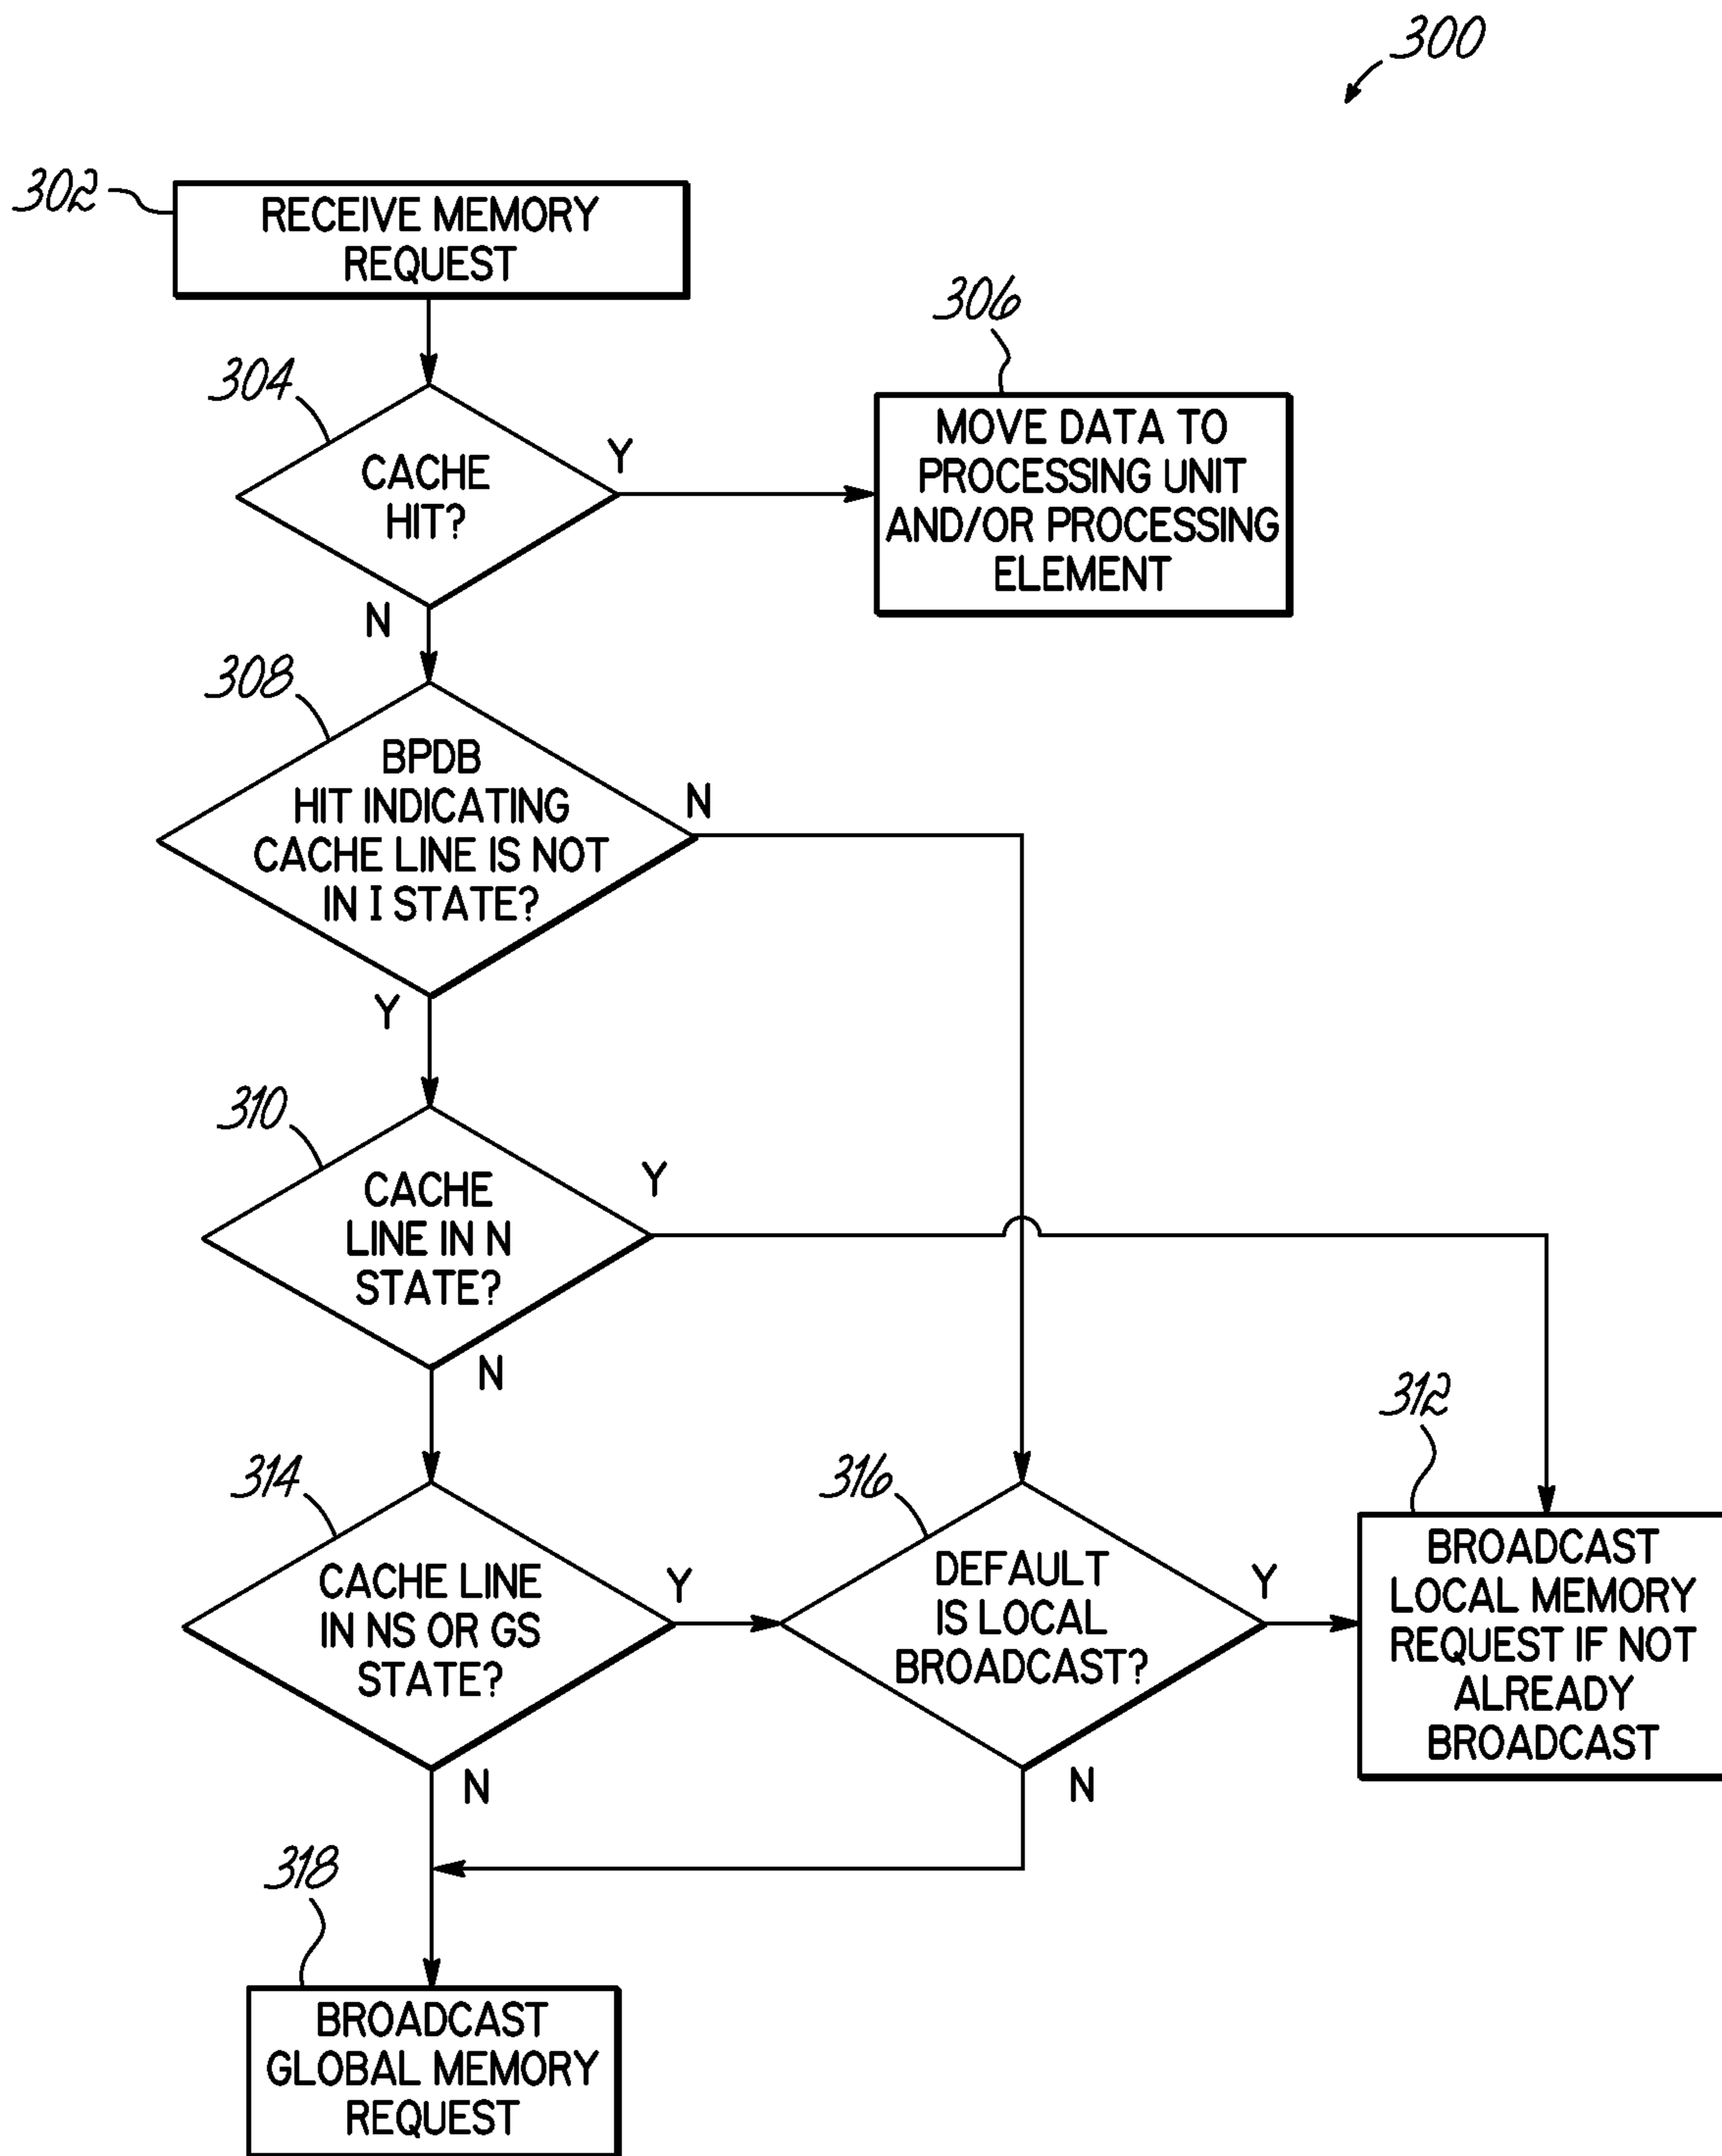 300
302
RECEIVE MEMORY
REQUEST
304
CACHE
HIT?
Y
N
306
MOVE DATA TO
PROCESSING UNIT
AND/OR PROCESSING
ELEMENT
308
BPDB
HIT INDICATING
CACHE LINE IS NOT
IN I STATE?
N
Y
310
CACHE
LINE IN N
STATE?
Y
N
314
CACHE LINE
IN NS OR GS
STATE?
Y
N
316
DEFAULT
IS LOCAL
BROADCAST?
Y
N
312
BROADCAST
LOCAL MEMORY
REQUEST IF NOT
ALREADY
BROADCAST
318
BROADCAST
GLOBAL MEMORY
REQUEST